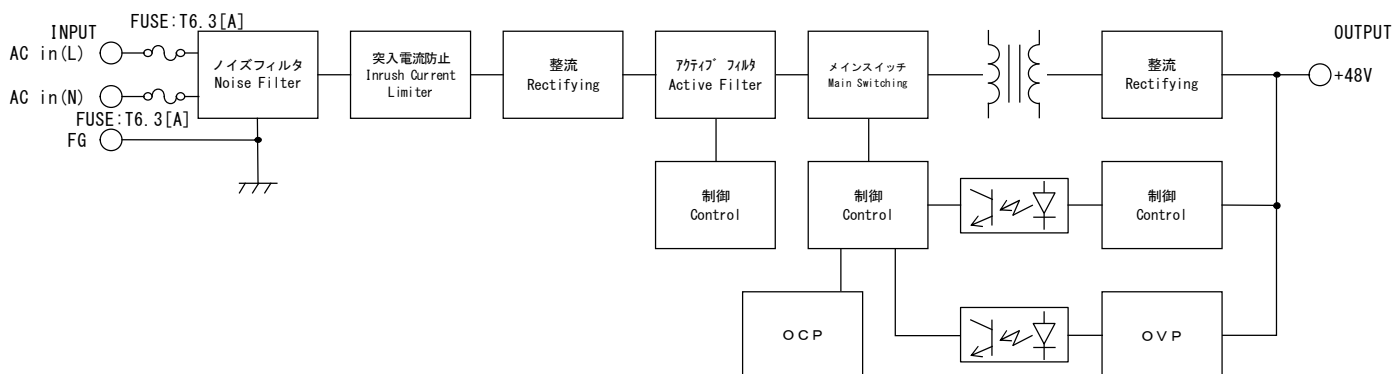 INPUT
FUSE:T6.3[A]
AC in(L)
AC in(N)
FUSE:T6.3[A]
FG
ノイズフィルタ
Noise Filter
突入電流防止
Inrush Current
Limiter
整流
Rectifying
アクティブ フィルタ
Active Filter
メインスイッチ
Main Switching
整流
Rectifying
OUTPUT
+48V
制御
Control
制御
Control
制御
Control
OCP
OVP